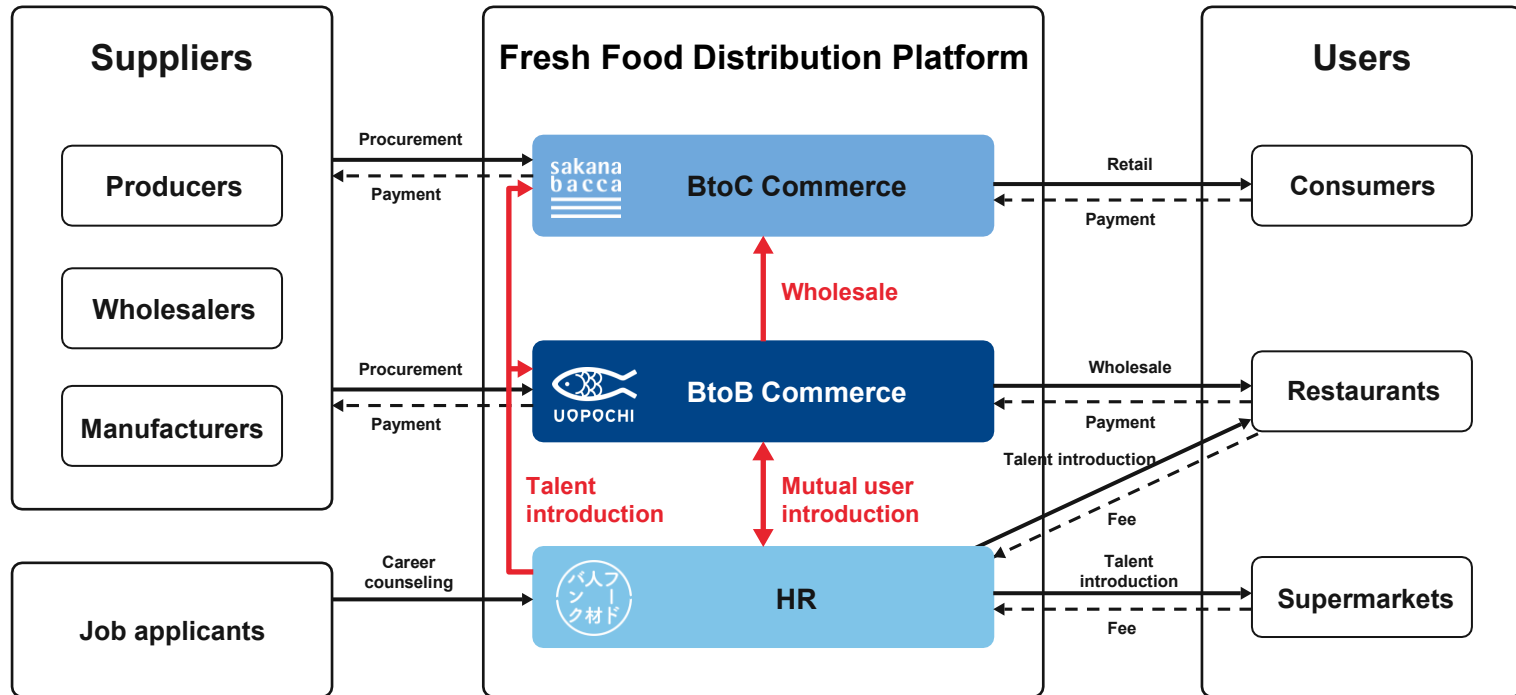 Suppliers
Producers
Wholesalers
Manufacturers
Job applicants
Procurement
Payment
Procurement
Payment
Career
counseling
Fresh Food Distribution Platform
sakana
bacca
BtoC Commerce
Wholesale
UOPOCHI
BtoB Commerce
Talent
introduction
Mutual user
introduction
フード
人材
バンク
HR
Retail
Payment
Wholesale
Payment
Talent introduction
Fee
Talent
introduction
Fee
Users
Consumers
Restaurants
Supermarkets